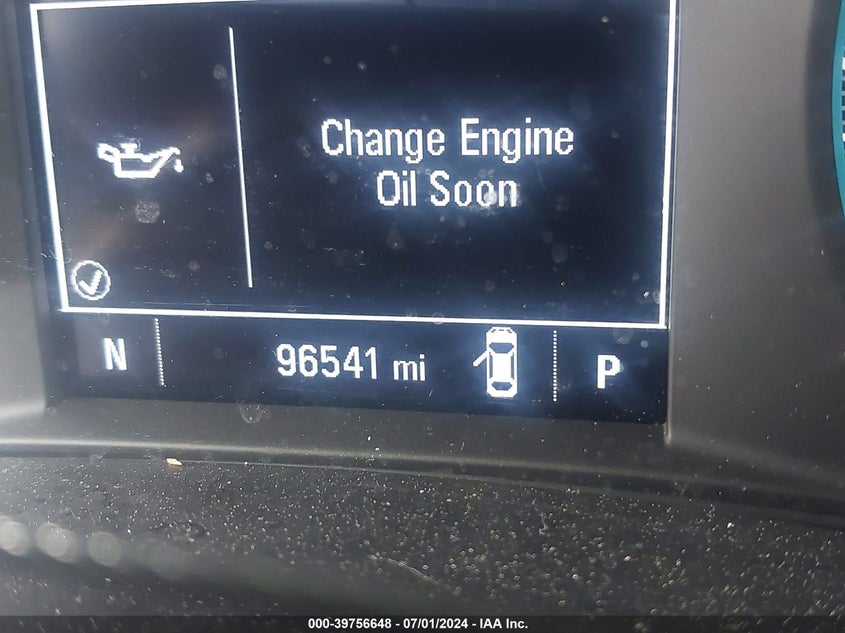 Change Engine
Oil Soon
N 96541 mi P
000-39756648 - 07/01/2024 - IAA Inc.